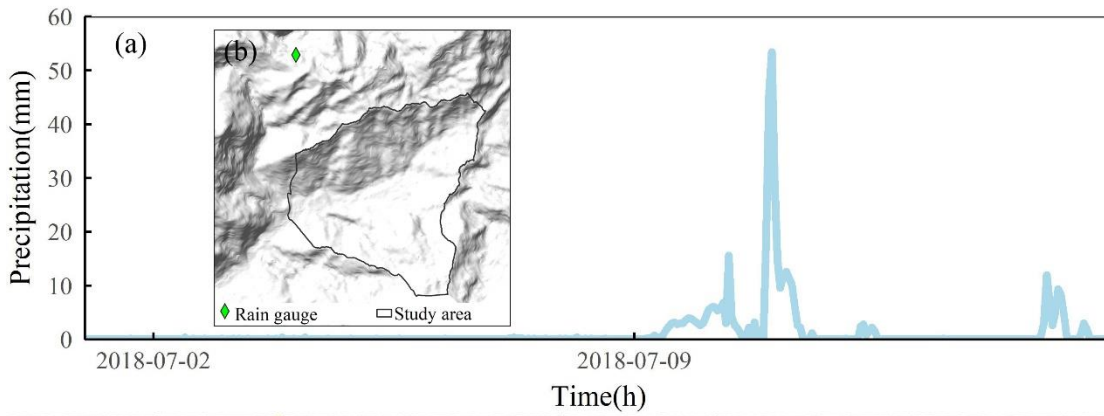 60
(a)
(b)
50
40
30
20
10
0
Precipitation(mm)
Rain gauge
Study area
2018-07-02
2018-07-09
Time(h)